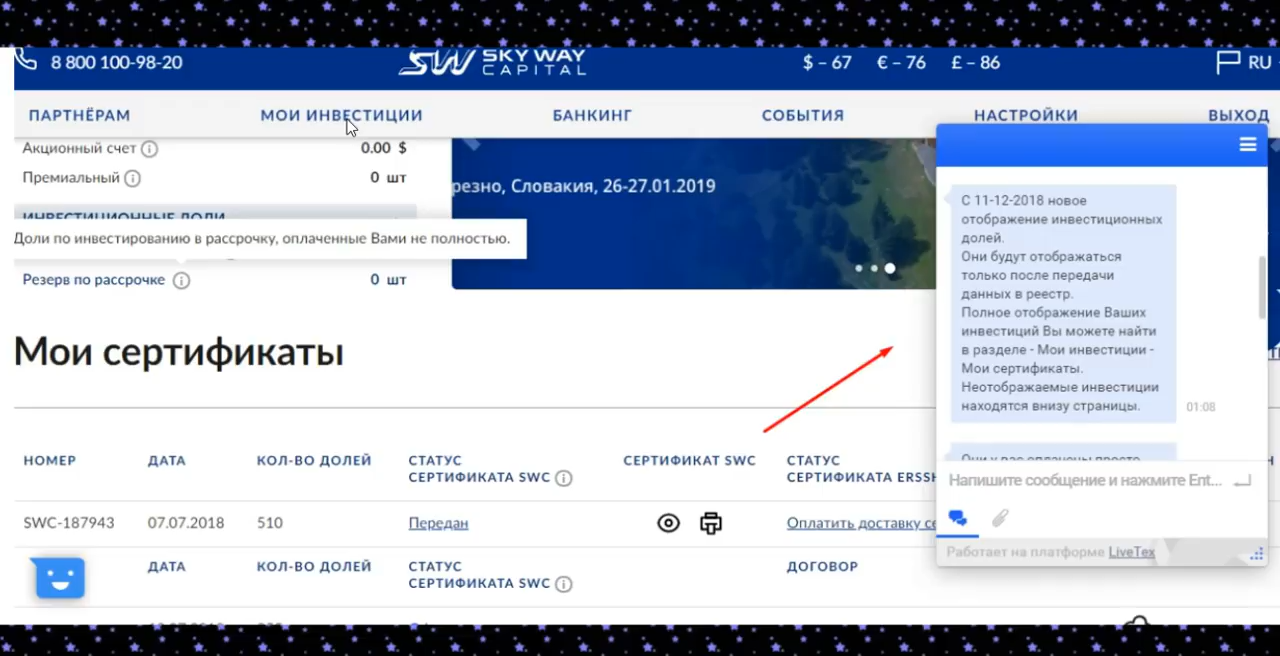 8 800 100-98-20
SKY WAY
CAPITAL
$ – 67 € – 76 £ – 86
RU
ПАРТНЁРАМ МОИ ИНВЕСТИЦИИ БАНКИНГ СОБЫТИЯ НАСТРОЙКИ ВЫХОД
Акционный счет 0.00 $
Премиальный 0 шт
резно, Словакия, 26-27.01.2019
ИНВЕСТИЦИОННЫЕ ДОЛИ
Доли по инвестированию в рассрочку, оплаченные Вами не полностью.
Резерв по рассрочке 0 шт
Мои сертификаты
НОМЕР ДАТА КОЛ-ВО ДОЛЕЙ СТАТУС
СЕРТИФИКАТА SWC СЕРТИФИКАТ SWC СТАТУС
СЕРТИФИКАТА ERSSH
SWC-187943 07.07.2018 510 Передан Оплатить доставку се
ДАТА КОЛ-ВО ДОЛЕЙ СТАТУС
СЕРТИФИКАТА SWC ДОГОВОР
С 11-12-2018 новое
отображение инвестиционных
долей.
Они будут отображаться
только после передачи
данных в реестр.
Полное отображение Ваших
инвестиций Вы можете найти
в разделе - Мои инвестиции -
Мои сертификаты.
Неотображаемые инвестиции
находятся внизу страницы.
01:08
Они у вас оплачены просто
Напишите сообщение и нажмите Ent...
Работает на платформе LiveTex